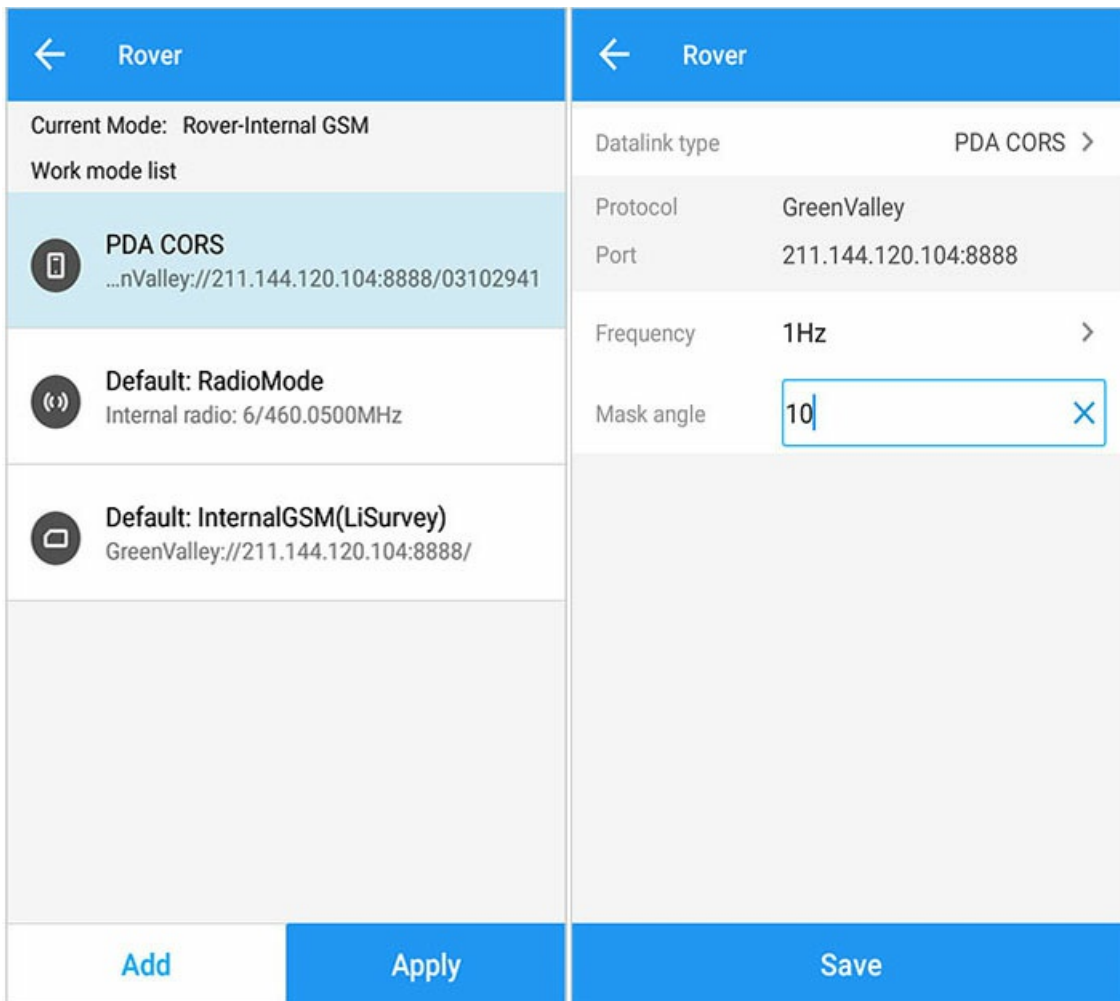 Rover
Current Mode: Rover-Internal GSM
Work mode list
PDA CORS
...nValley://211.144.120.104:8888/03102941
Default: RadioMode
Internal radio: 6/460.0500MHz
Default: InternalGSM(LiSurvey)
GreenValley://211.144.120.104:8888/
Add Apply
Rover
Datalink type PDA CORS
Protocol GreenValley
Port 211.144.120.104:8888
Frequency 1Hz
Mask angle 10
Save